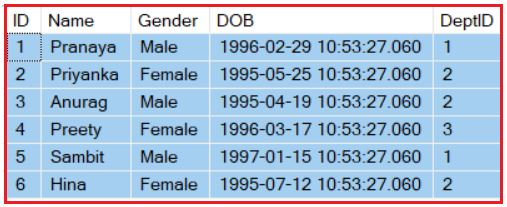 ID Name Gender DOB DeptID
1 Pranaya Male 1996-02-29 10:53:27.060 1
2 Priyanka Female 1995-05-25 10:53:27.060 2
3 Anurag Male 1995-04-19 10:53:27.060 2
4 Preety Female 1996-03-17 10:53:27.060 3
5 Sambit Male 1997-01-15 10:53:27.060 1
6 Hina Female 1995-07-12 10:53:27.060 2